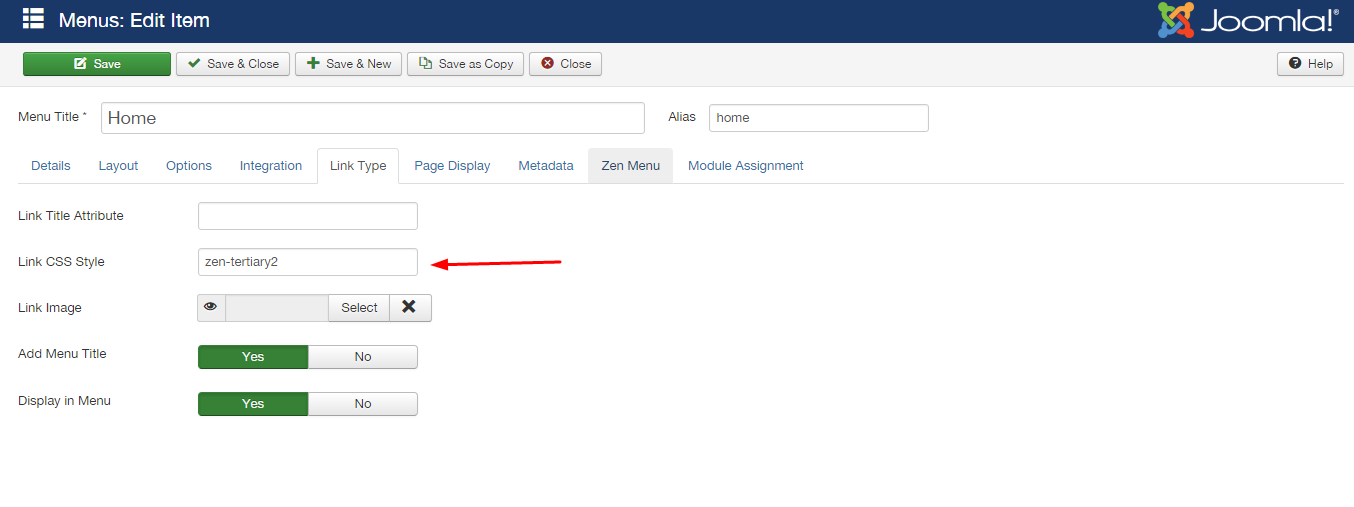 Menus: Edit Item
Joomla!®
Save
Save & Close
Save & New
Save as Copy
Close
Help
Menu Title *
Home
Alias
home
Details
Layout
Options
Integration
Link Type
Page Display
Metadata
Zen Menu
Module Assignment
Link Title Attribute
Link CSS Style
zen-tertiary2
Link Image
Select
Add Menu Title
Yes
No
Display in Menu
Yes
No